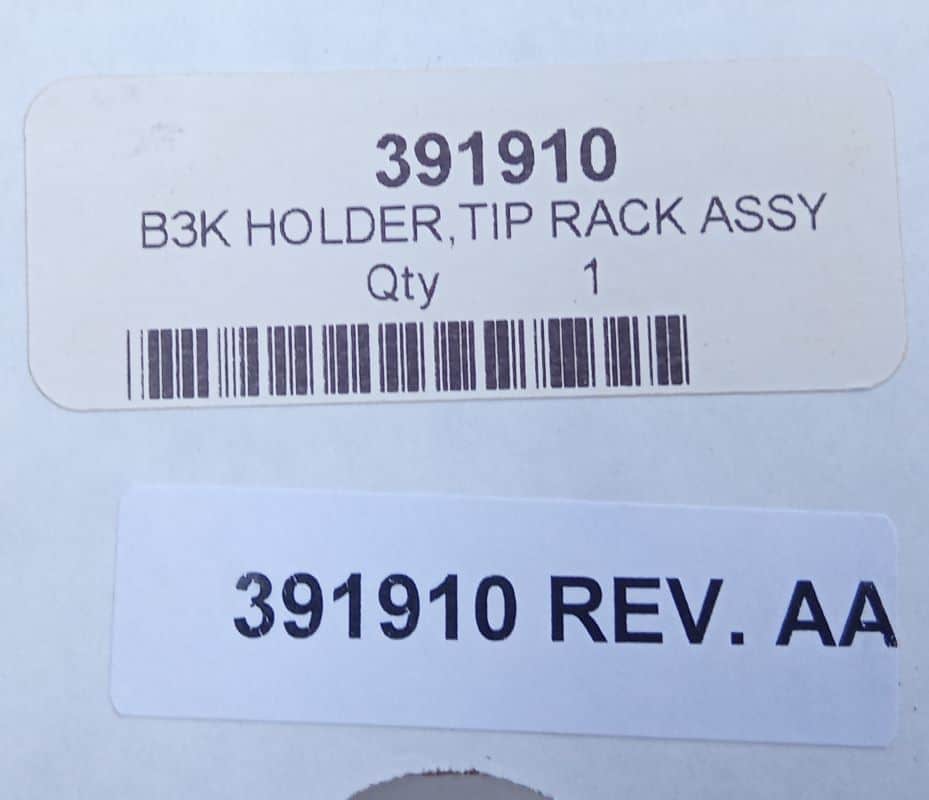 391910
B3K HOLDER,TIP RACK ASSY
Qty 1
391910 REV. AA